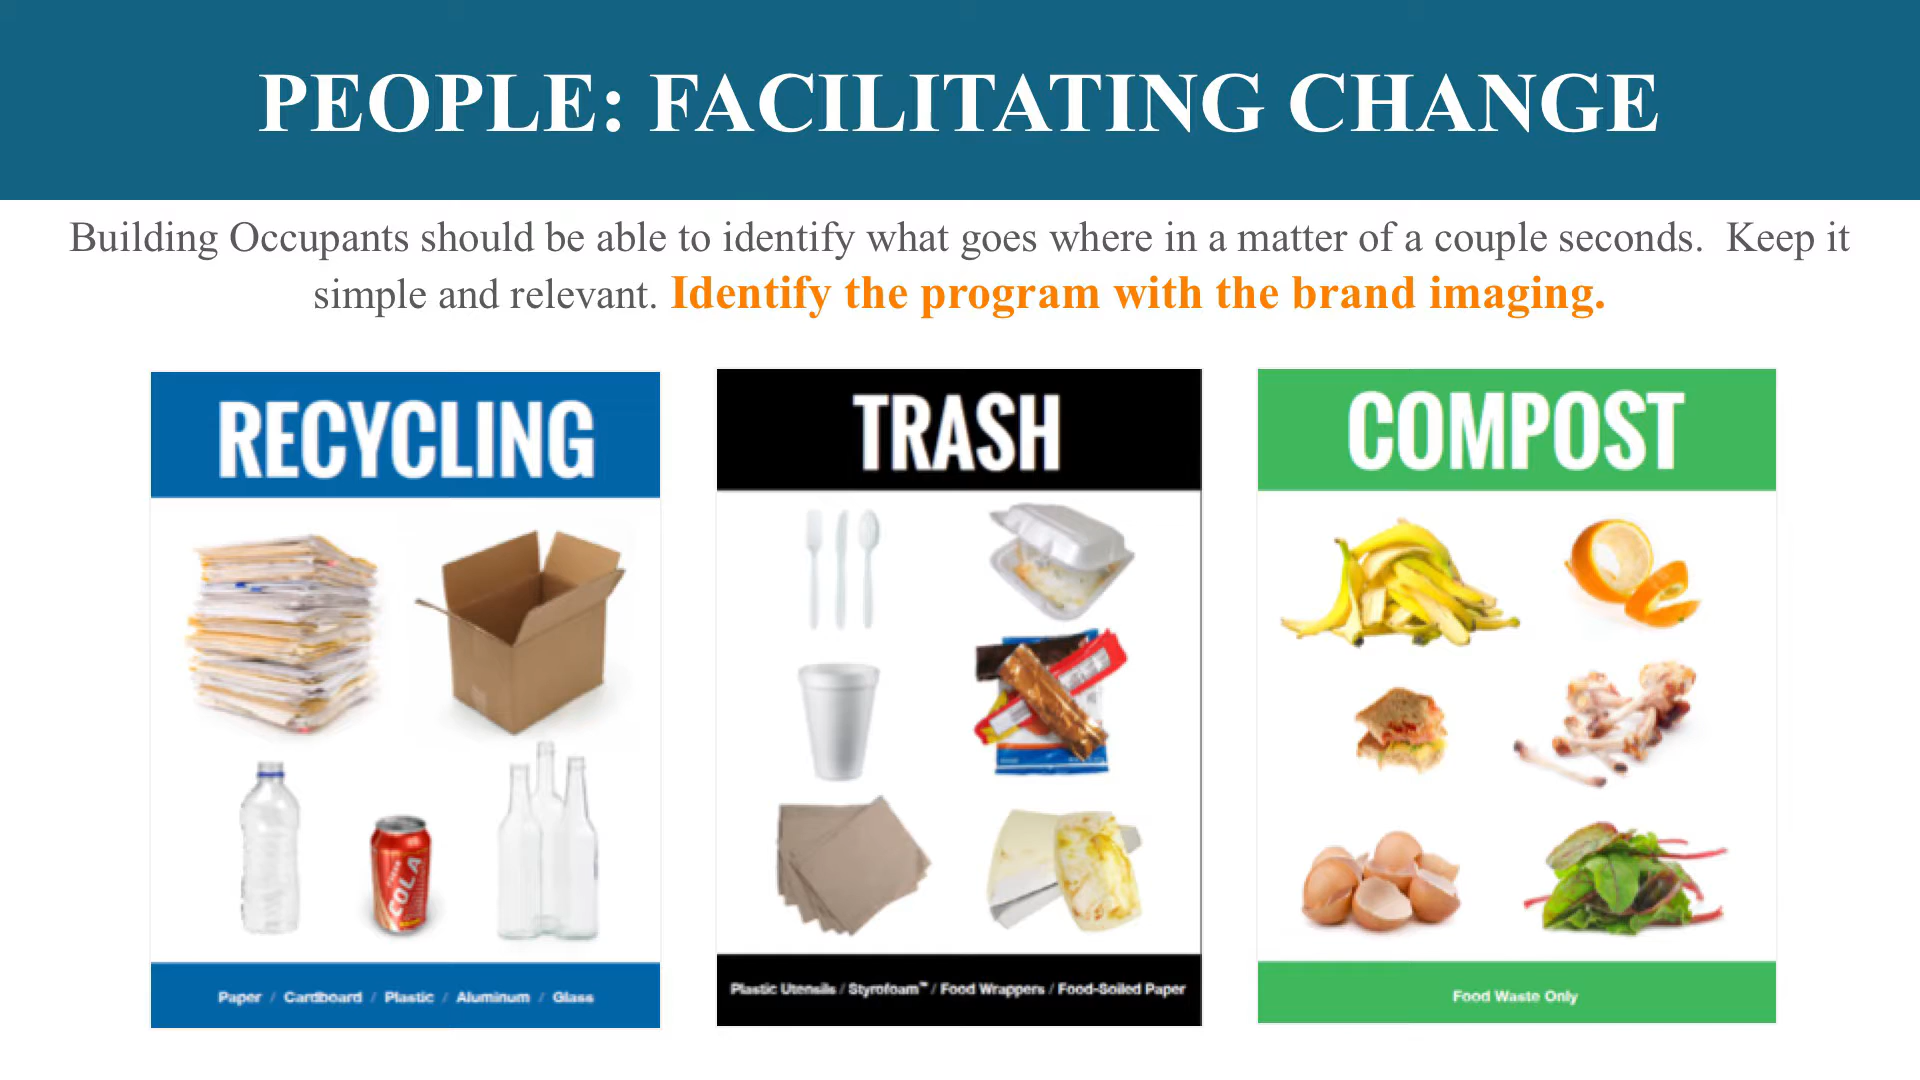 PEOPLE: FACILITATING CHANGE
Building Occupants should be able to identify what goes where in a matter of a couple seconds.  Keep it
simple and relevant. Identify the program with the brand imaging.
RECYCLING
TRASH
COMPOST
COLA
Paper / Cardboard / Plastic / Aluminum / Glass
Plastic Utensils / Styrofoam™ / Food Wrappers / Food-Soiled Paper
Food Waste Only